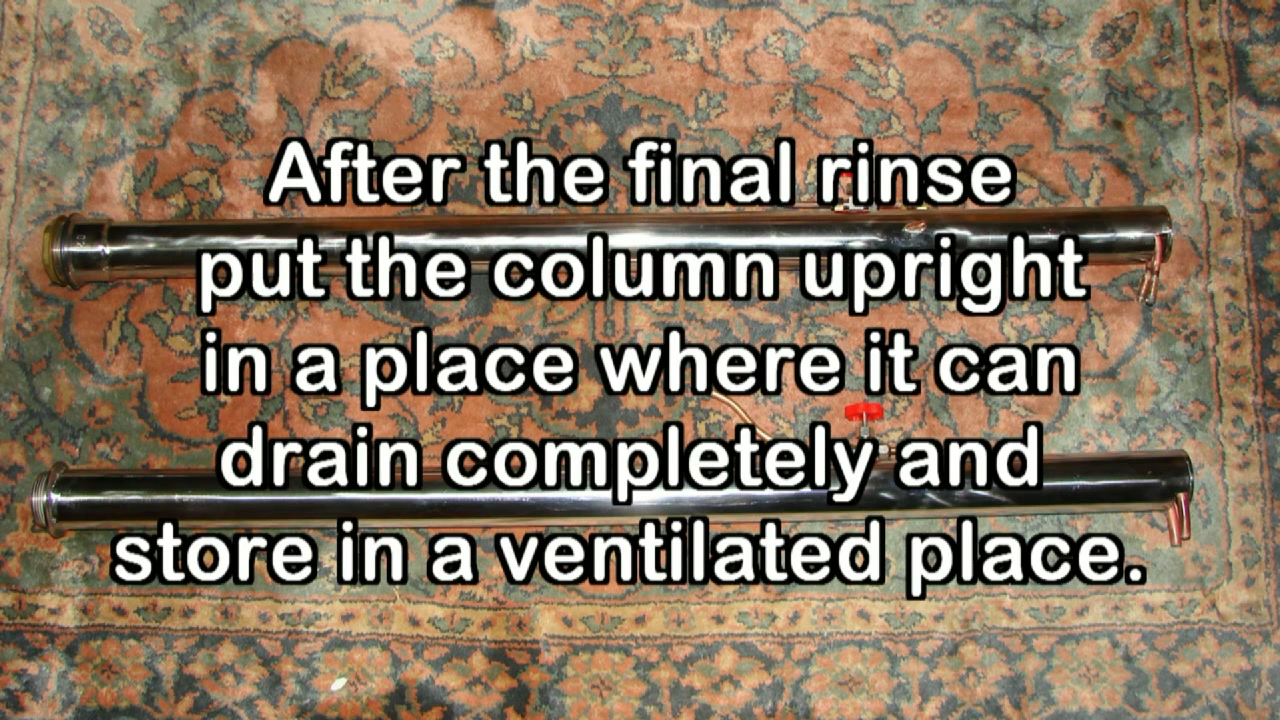 After the final rinse
put the column upright
in a place where it can
drain completely and
store in a ventilated place.